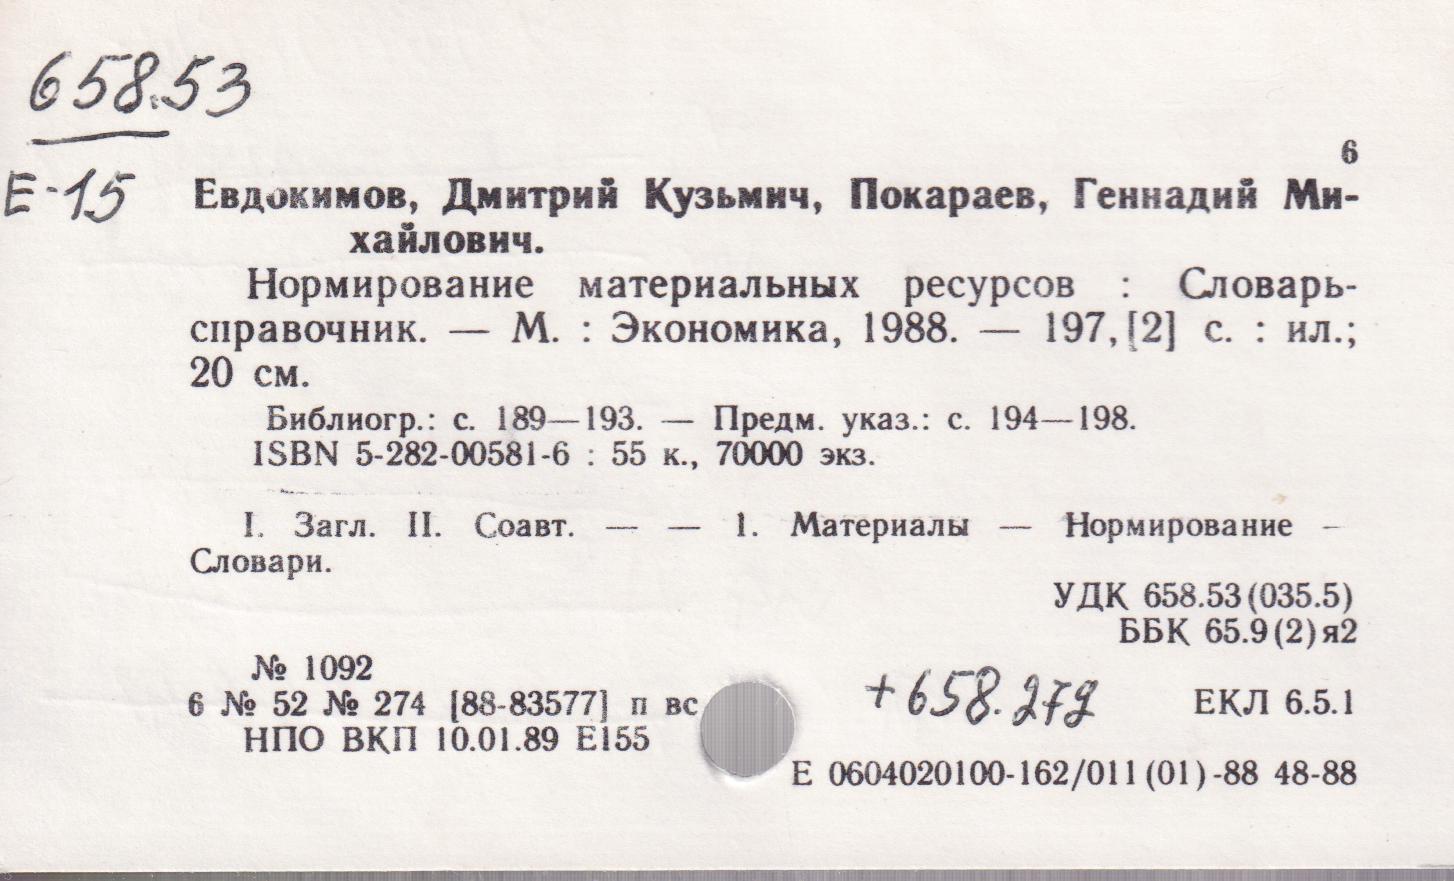 658.53
6
Е-15
Евдокимов, Дмитрий Кузьмич, Покараев, Геннадий Ми-
хайлович.
Нормирование материальных ресурсов : Словарь-
справочник. — М. : Экономика, 1988. — 197, [2] с. : ил.;
20 см.
Библиогр.: с. 189—193. — Предм. указ.: с. 194—198.
ISBN 5-282-00581-6 : 55 к., 70000 экз.
I. Загл. II. Соавт. — — 1. Материалы — Нормирование —
Словари.
УДК 658.53(035.5)
ББК 65.9(2)я2
№ 1092
6 № 52 № 274 [88-83577] п вс
+658.272
ЕКЛ 6.5.1
НПО ВКП 10.01.89 Е155
Е 0604020100-162/011(01)-88 48-88